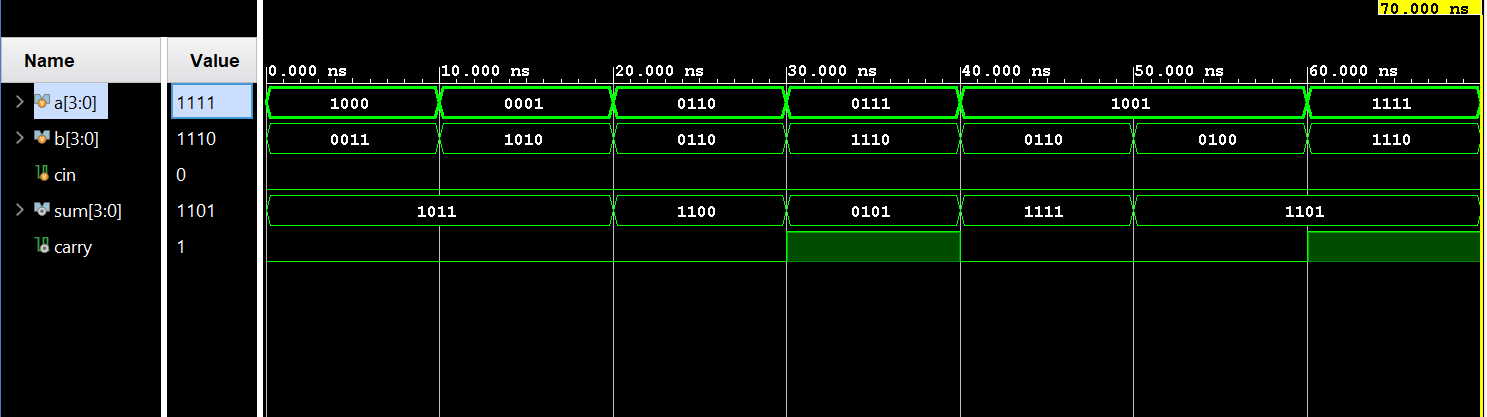 70.000 ns
Name Value
0.000 ns 10.000 ns 20.000 ns 30.000 ns 40.000 ns 50.000 ns 60.000 ns
a[3:0] 1111 1000 0001 0110 0111 1001 1111
b[3:0] 1110 0011 1010 0110 1110 0110 0100 1110
cin 0
sum[3:0] 1101 1011 1100 0101 1111 1101
carry 1